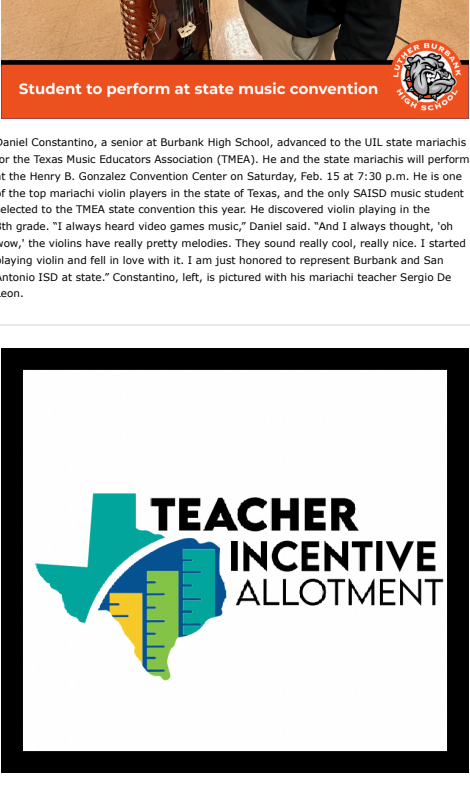 Student to perform at state music convention
LUTHER BURBANK
HIGH SCHOOL
Daniel Constantino, a senior at Burbank High School, advanced to the UIL state mariachis
for the Texas Music Educators Association (TMEA). He and the state mariachis will perform
at the Henry B. Gonzalez Convention Center on Saturday, Feb. 15 at 7:30 p.m. He is one
of the top mariachi violin players in the state of Texas, and the only SAISD music student
selected to the TMEA state convention this year. He discovered violin playing in the
8th grade. “I always heard video games music,” Daniel said. “And I always thought, 'oh
wow,' the violins have really pretty melodies. They sound really cool, really nice. I started
playing violin and fell in love with it. I am just honored to represent Burbank and San
Antonio ISD at state.” Constantino, left, is pictured with his mariachi teacher Sergio De
Leon.
TEACHER
INCENTIVE
ALLOTMENT